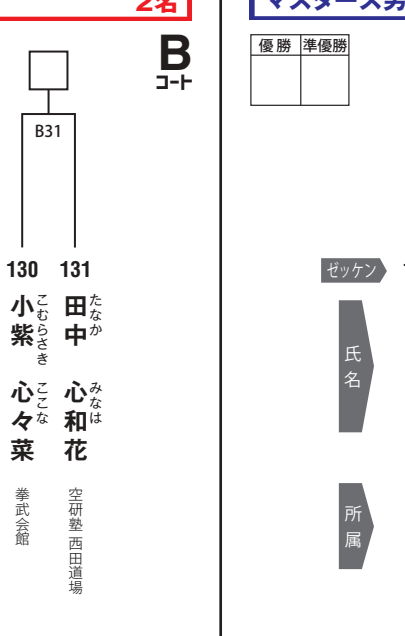 2名
B
コート
B31
130
小紫 心々菜
こむらさき ここな
拳武会館
131
田中 心和花
たなか みなは
空研塾 西田道場
マスターズ男
優勝 準優勝
ゼッケン
氏名
所属